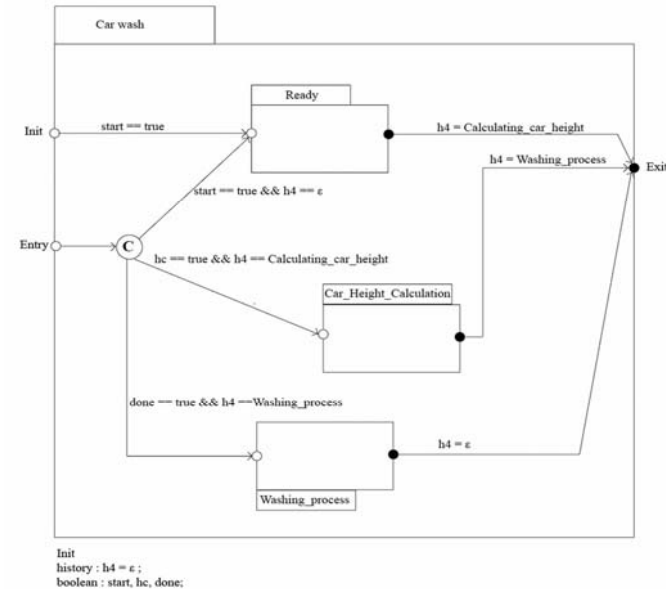 Car wash
Ready
Init
start == true
h4 = Calculating_car_height
h4 = Washing_process
Exit
start == true && h4 == ε
Entry
C
hc == true && h4 == Calculating_car_height
Car_Height_Calculation
done == true && h4 ==Washing_process
h4 = ε
Washing_process
Init
history : h4 = ε ;
boolean : start, hc, done;